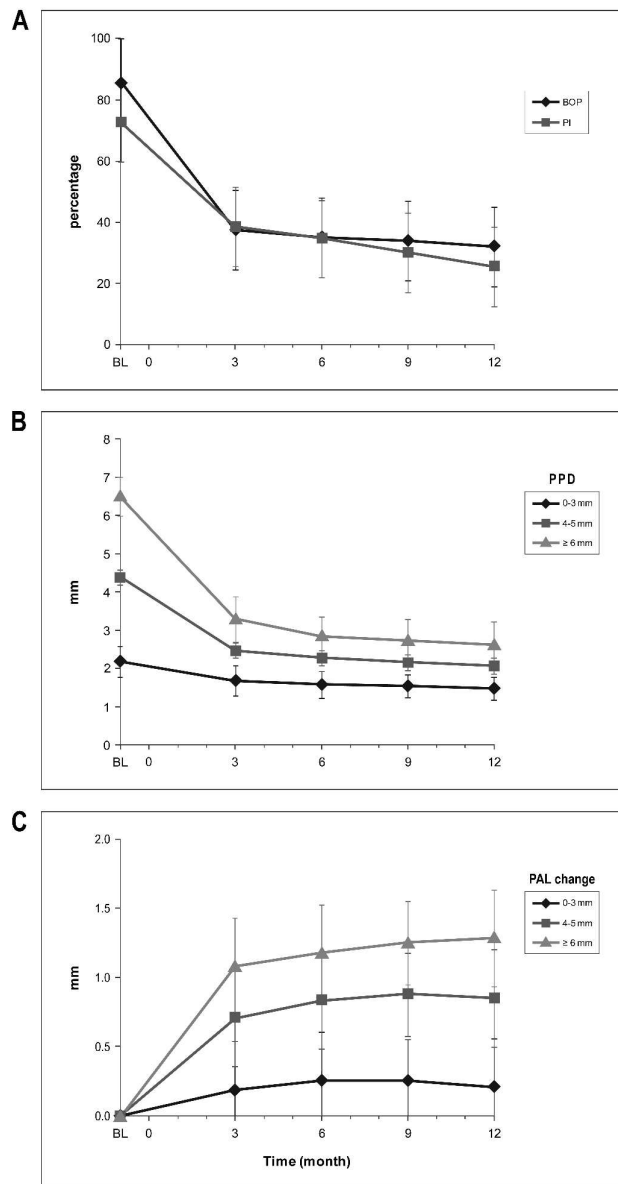 A
100
80
60
40
20
0
percentage
BL 0 3 6 9 12
BOP
PI
B
8
7
6
5
4
3
2
1
0
mm
BL 0 3 6 9 12
PPD
0-3 mm
4-5 mm
≥ 6 mm
C
2.0
1.5
1.0
0.5
0.0
mm
BL 0 3 6 9 12
Time (month)
PAL change
0-3 mm
4-5 mm
≥ 6 mm